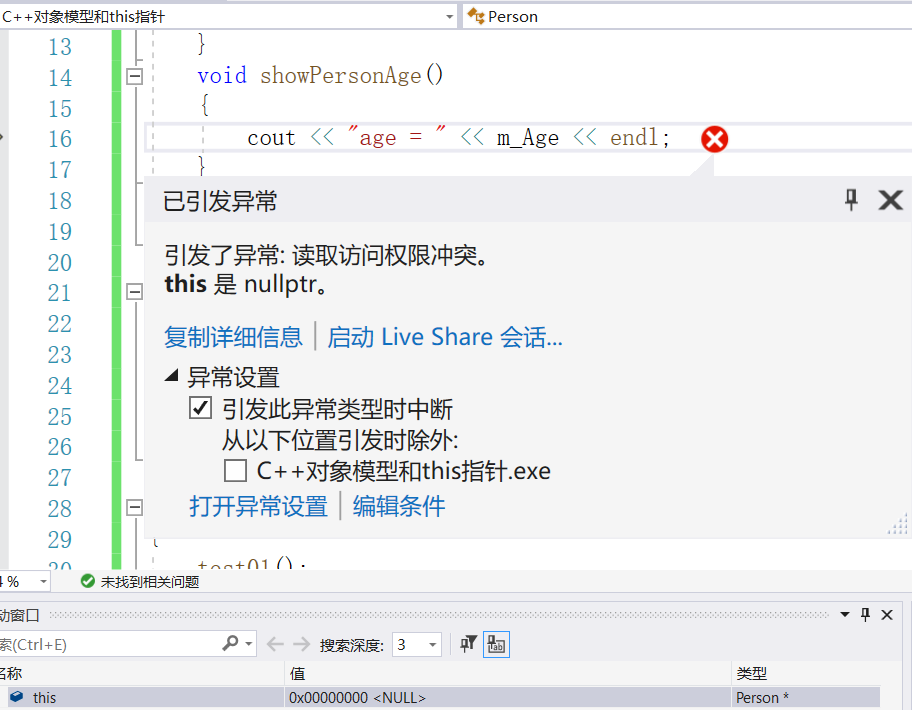 C++对象模型和this指针
Person
13 }
14 void showPersonAge()
15 {
16 cout << "age = " << m_Age << endl;
17 }
18
19
20
21
22
23
24
25
26
27
28
29 {
30 test01();
已引发异常
引发了异常: 读取访问权限冲突。
this 是 nullptr。
复制详细信息 | 启动 Live Share 会话...
异常设置
引发此异常类型时中断
从以下位置引发时除外:
C++对象模型和this指针.exe
打开异常设置 | 编辑条件
4 % 未找到相关问题
动窗口
索(Ctrl+E) 搜索深度: 3
名称 值 类型
this 0x00000000 <NULL> Person *